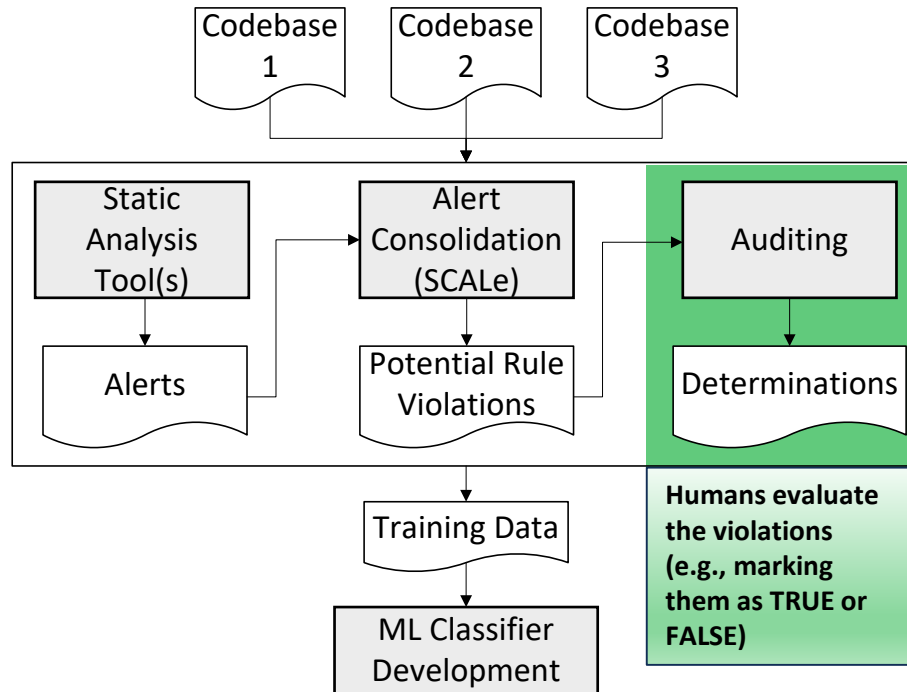 Codebase
1
Codebase
2
Codebase
3
Static
Analysis
Tool(s)
Alert
Consolidation
(SCALe)
Auditing
Alerts
Potential Rule
Violations
Determinations
Training Data
Humans evaluate
the violations
(e.g., marking
them as TRUE or
FALSE)
ML Classifier
Development